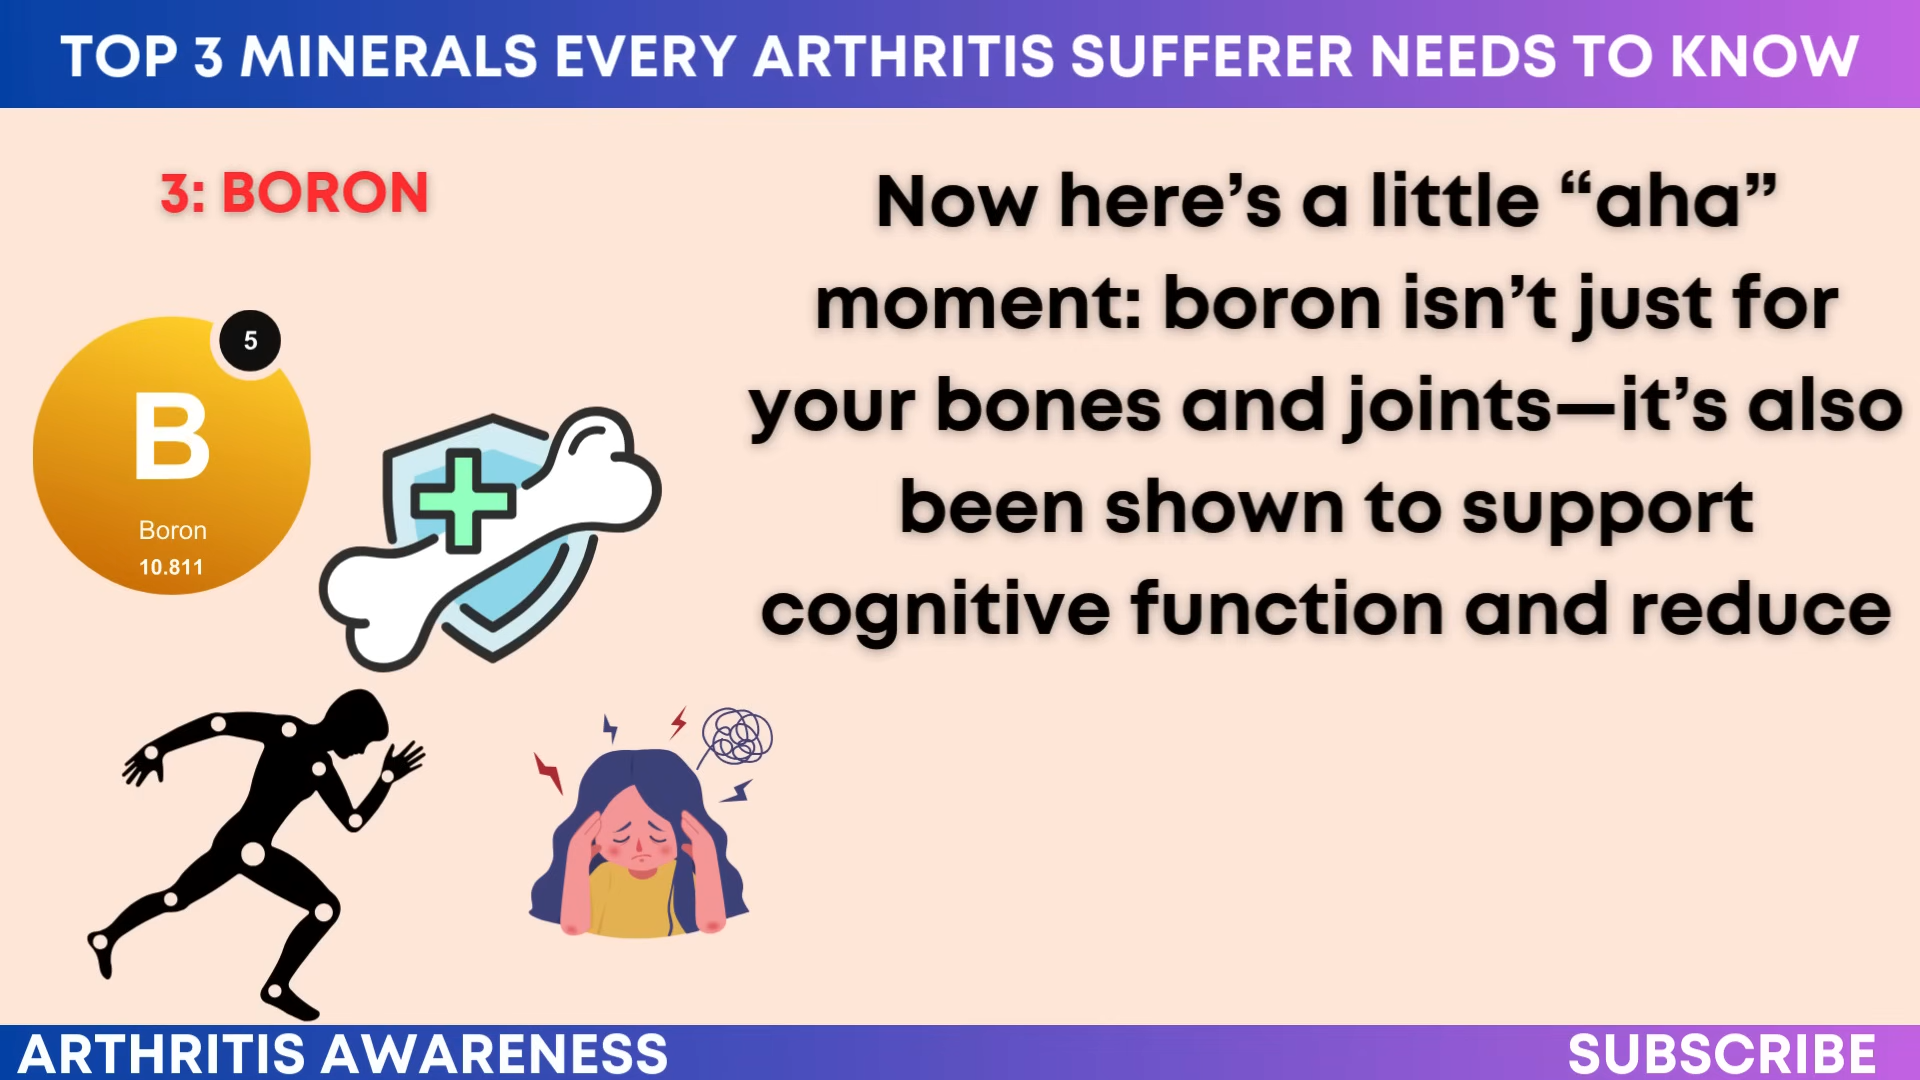 TOP 3 MINERALS EVERY ARTHRITIS SUFFERER NEEDS TO KNOW
3: BORON
5
B
Boron
10.811
Now here’s a little “aha”
moment: boron isn’t just for
your bones and joints—it’s also
been shown to support
cognitive function and reduce
ARTHRITIS AWARENESS
SUBSCRIBE